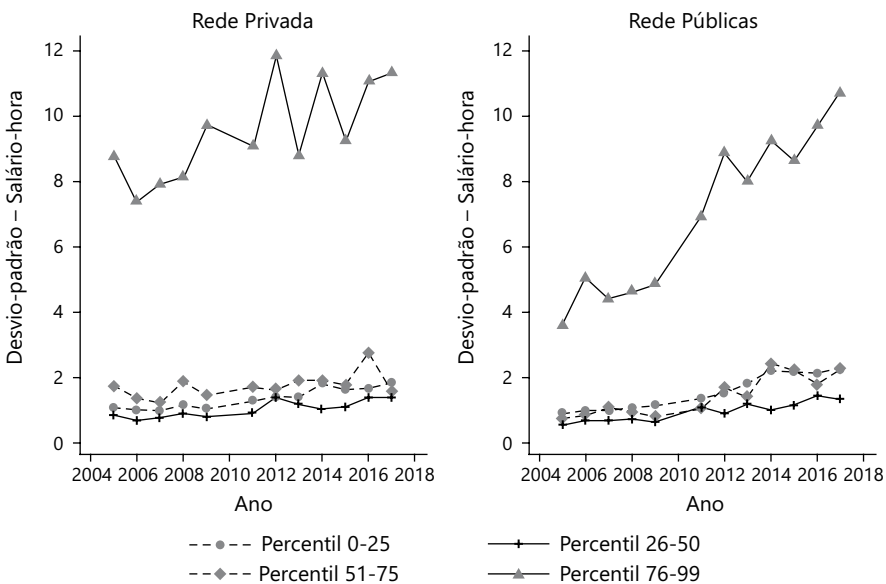 Rede Privada
Desvio-padrão – Salário-hora
12
10
8
6
4
2
0
2004 2006 2008 2010 2012 2014 2016 2018
Ano
Rede Públicas
Desvio-padrão – Salário-hora
12
10
8
6
4
2
0
2004 2006 2008 2010 2012 2014 2016 2018
Ano
Percentil 0-25
Percentil 26-50
Percentil 51-75
Percentil 76-99